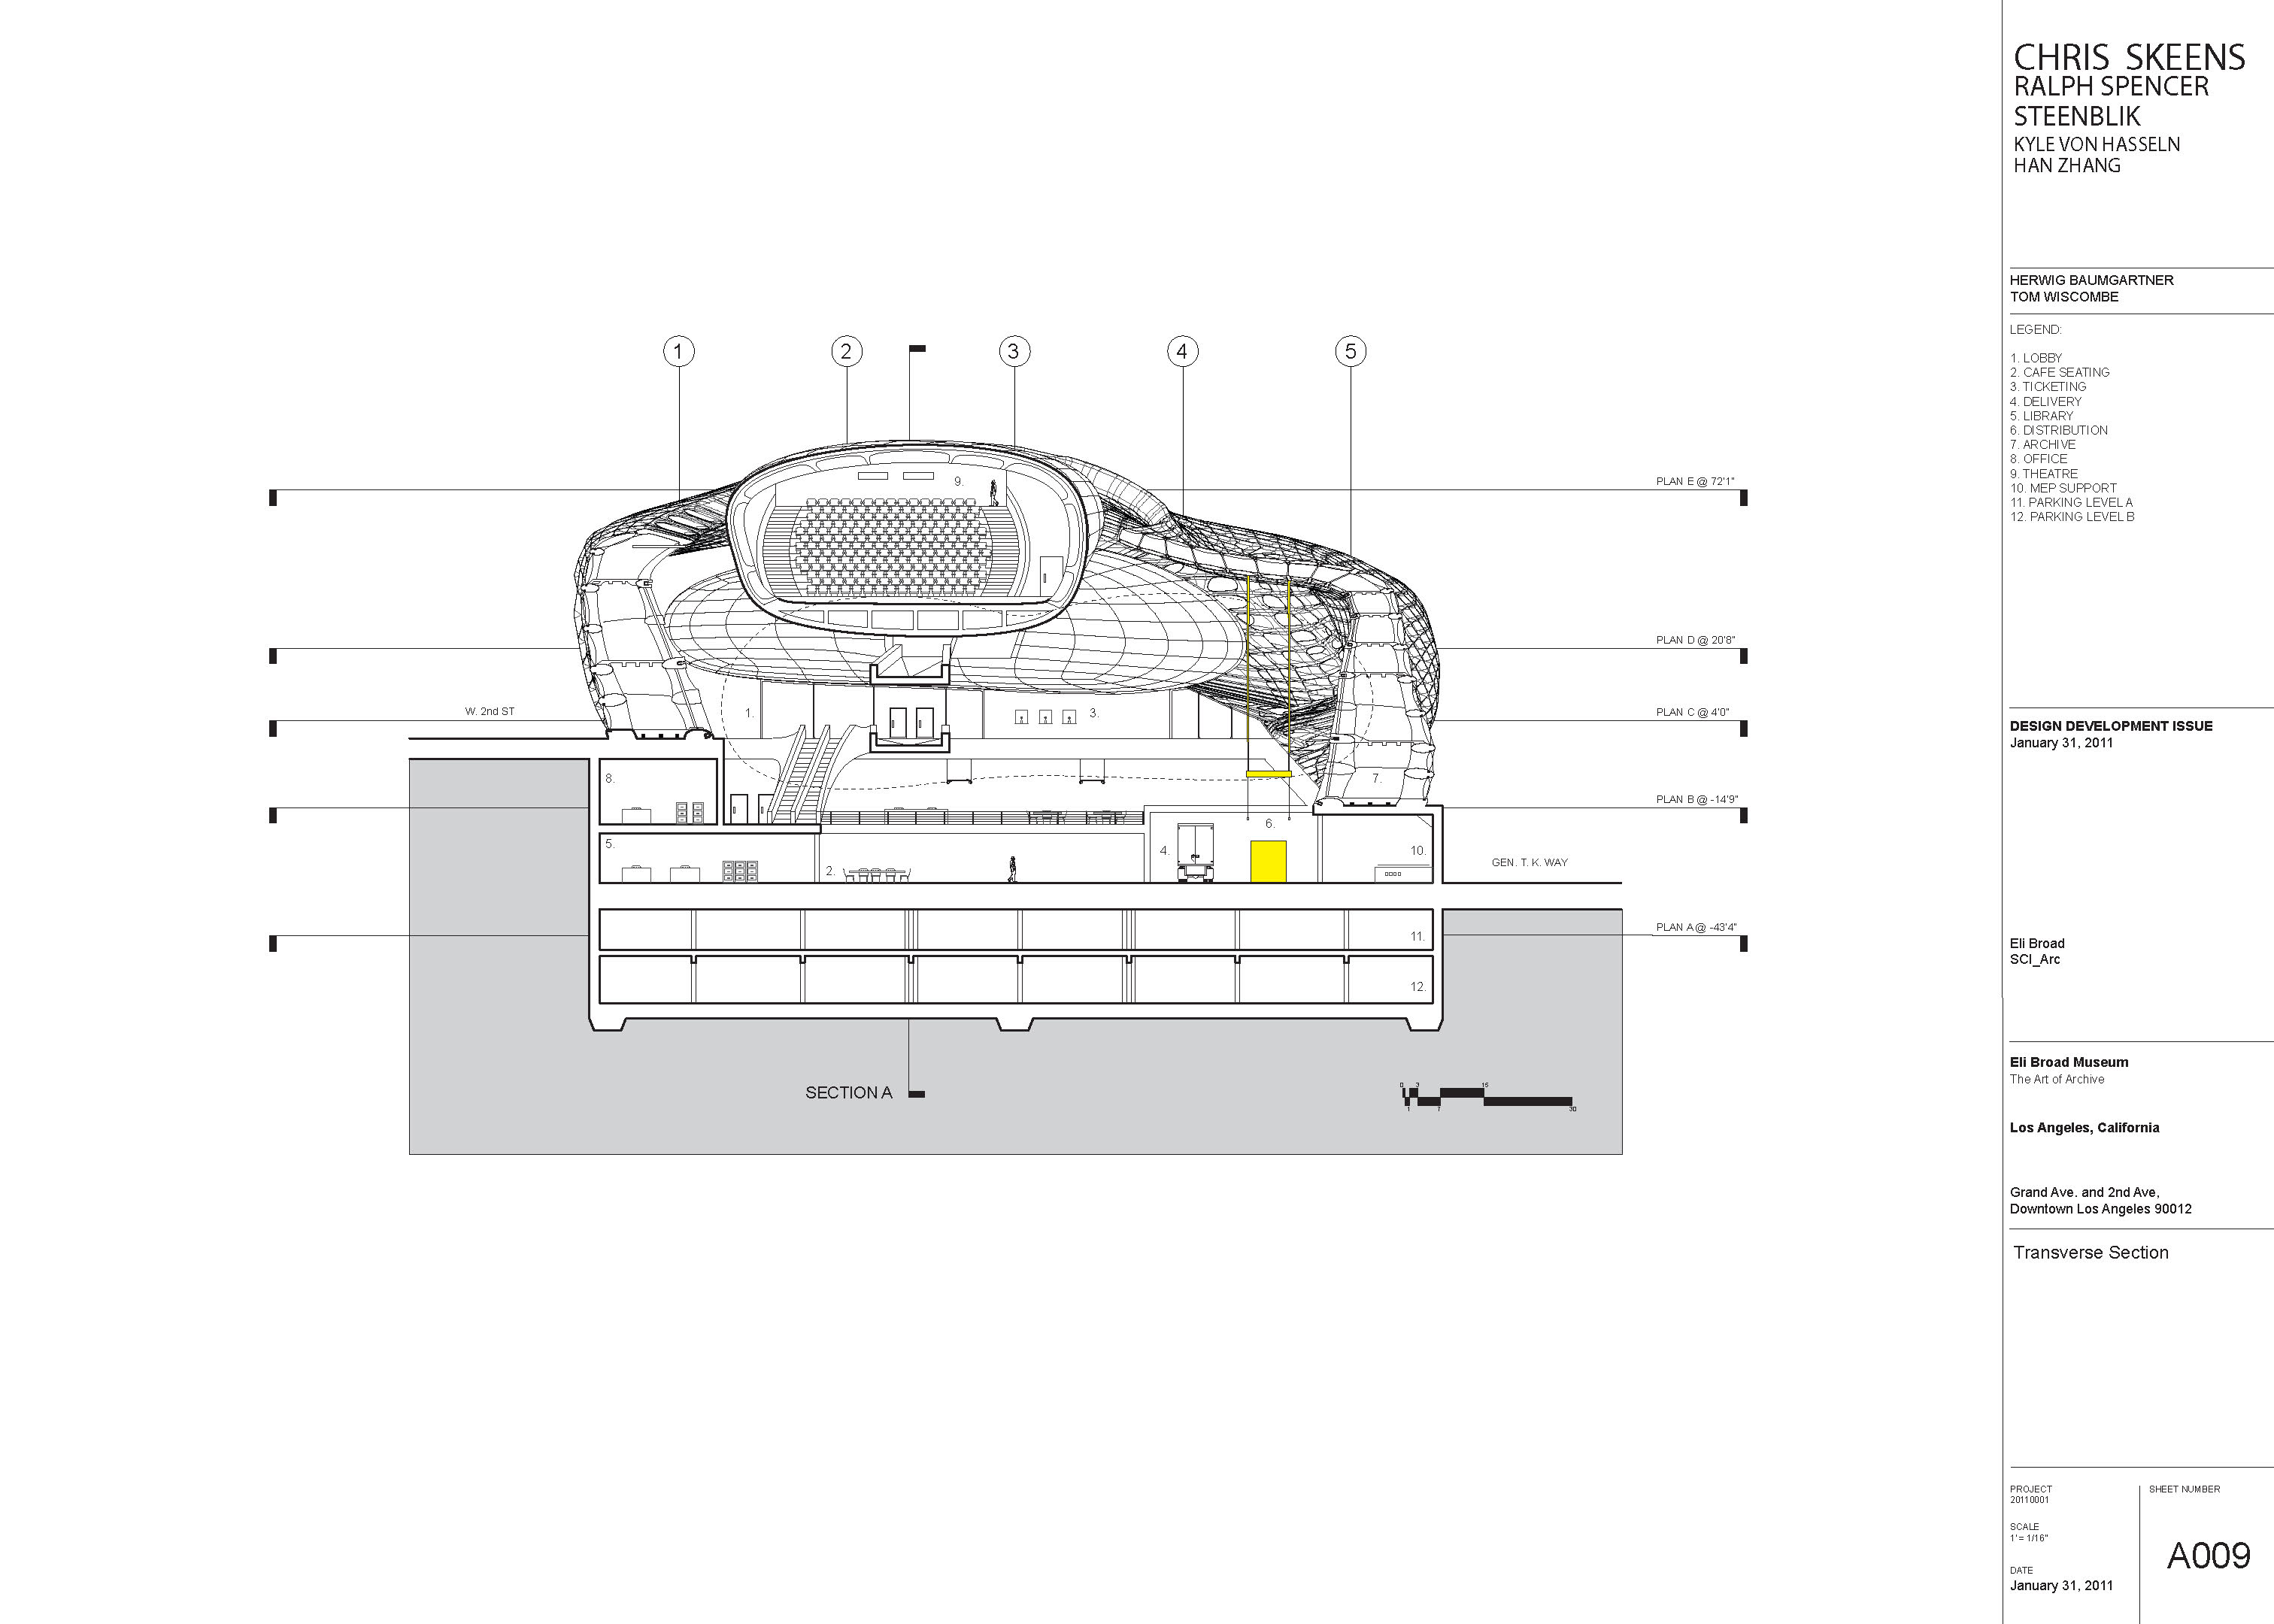 CHRIS SKEENS
RALPH SPENCER
STEENBLIK
KYLE VON HASSELN
HAN ZHANG
HERWIG BAUMGARTNER
TOM WISCOMBE
LEGEND:
1. LOBBY
2. CAFE SEATING
3. TICKETING
4. DELIVERY
5. LIBRARY
6. DISTRIBUTION
7. ARCHIVE
8. OFFICE
9. THEATRE
10. MEP SUPPORT
11. PARKING LEVEL A
12. PARKING LEVEL B
DESIGN DEVELOPMENT ISSUE
January 31, 2011
Eli Broad
SCI_Arc
Eli Broad Museum
The Art of Archive
Los Angeles, California
Grand Ave. and 2nd Ave,
Downtown Los Angeles 90012
Transverse Section
PROJECT
20110001
SCALE
1' = 1/16"
DATE
January 31, 2011
SHEET NUMBER
A009
1 2 3 4 5
9.
PLAN E @ 72'1"
PLAN D @ 20'8"
W. 2nd ST
1.
3.
PLAN C @ 4'0"
8.
7.
PLAN B @ -14'9"
6.
5.
4.
10.
2.
GEN. T. K. WAY
PLAN A @ -43'4"
11.
12.
SECTION A
0 3 15
1 7 30